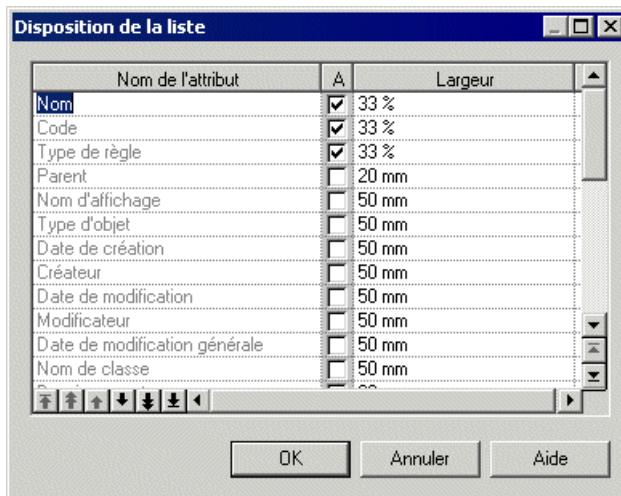 Disposition de la liste
Nom de l'attribut A Largeur
Nom 33 %
Code 33 %
Type de règle 33 %
Parent 20 mm
Nom d'affichage 50 mm
Type d'objet 50 mm
Date de création 50 mm
Créateur 50 mm
Date de modification 50 mm
Modificateur 50 mm
Date de modification générale 50 mm
Nom de classe 50 mm
OK Annuler Aide